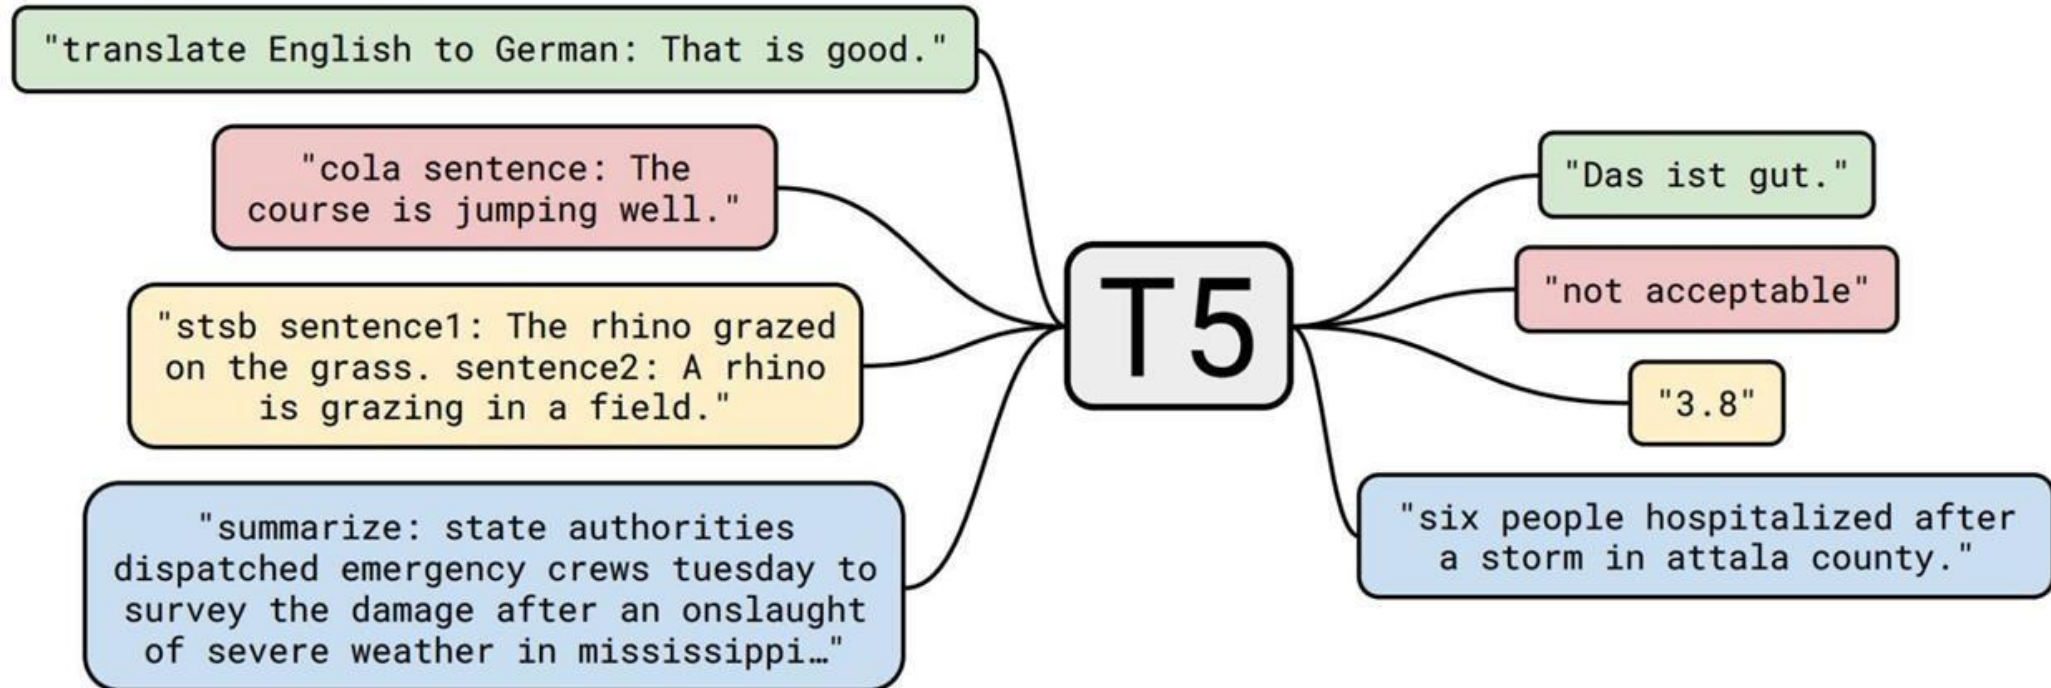 "translate English to German: That is good."
"cola sentence: The
course is jumping well."
"stsb sentence1: The rhino grazed
on the grass. sentence2: A rhino
is grazing in a field."
"summarize: state authorities
dispatched emergency crews tuesday to
survey the damage after an onslaught
of severe weather in mississippi…"
T5
"Das ist gut."
"not acceptable"
"3.8"
"six people hospitalized after
a storm in attala county."